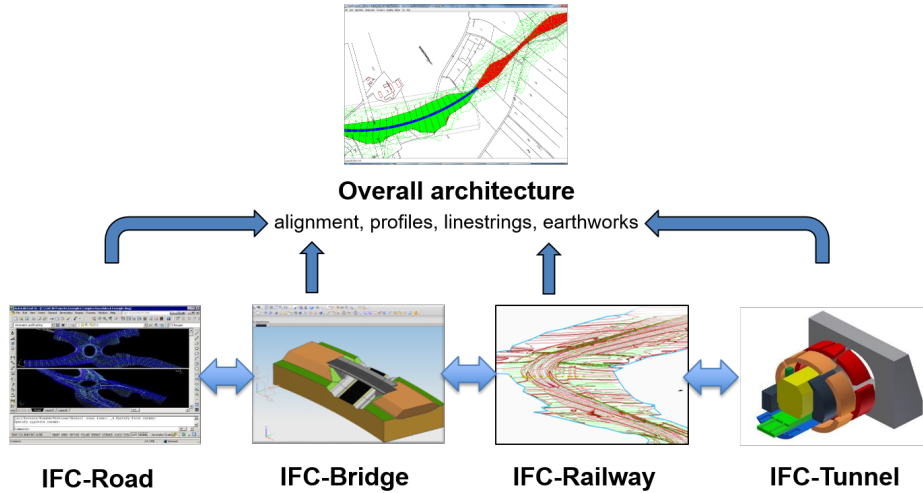 Overall architecture
alignment, profiles, linestrings, earthworks
IFC-Road
IFC-Bridge
IFC-Railway
IFC-Tunnel